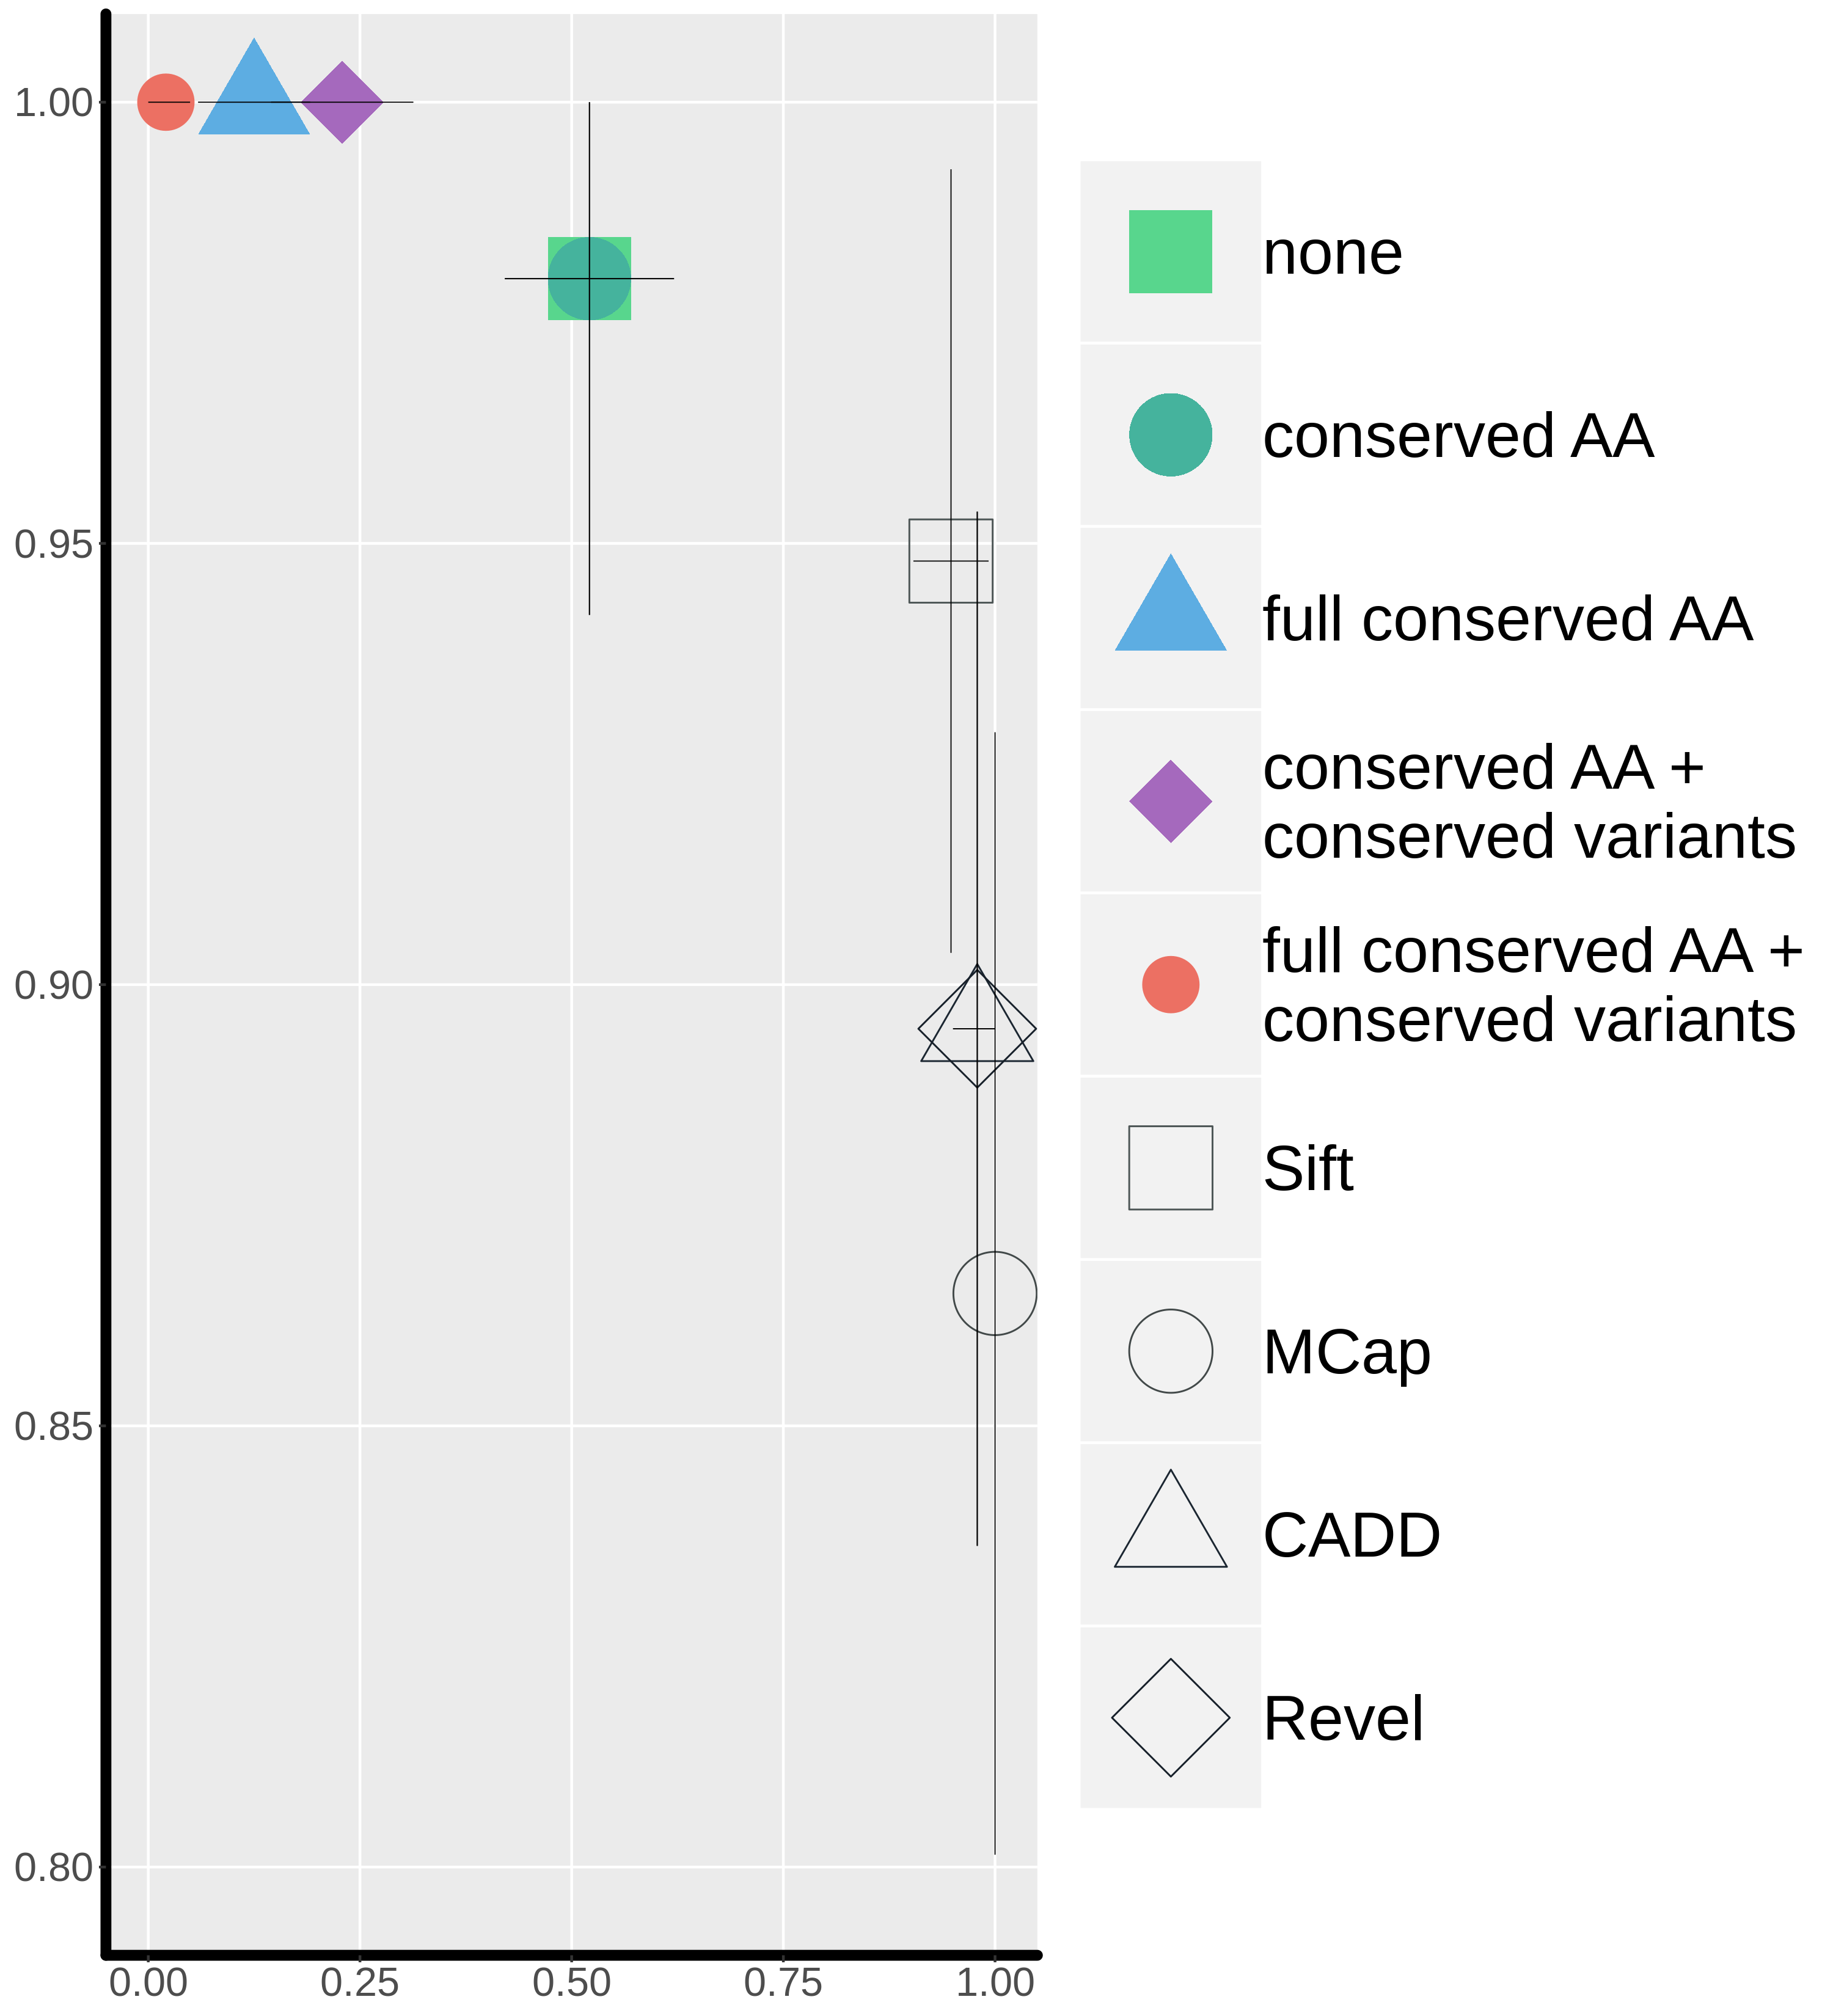 1.00
0.95
0.90
0.85
0.80
0.00 0.25 0.50 0.75 1.00
none
conserved AA
full conserved AA
conserved AA +
conserved variants
full conserved AA +
conserved variants
Sift
MCap
CADD
Revel